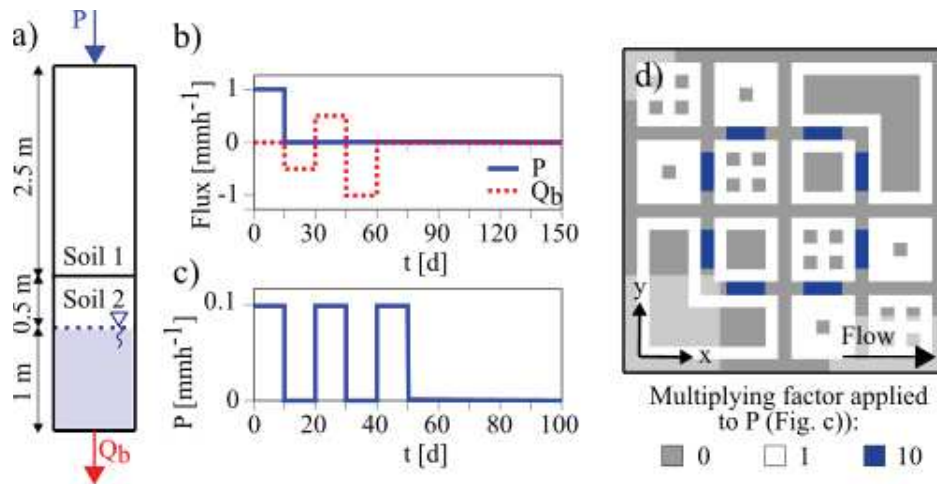 a)
P
2.5 m
Soil 1
Soil 2
0.5 m
1 m
Qb
b)
Flux [mmh-1]
1
0
-1
P
Qb
0 30 60 90 120 150
t [d]
c)
P [mmh-1]
0.1
0
0 20 40 60 80 100
t [d]
d)
y
x
Flow
Multiplying factor applied
to P (Fig. c)):
0 1 10